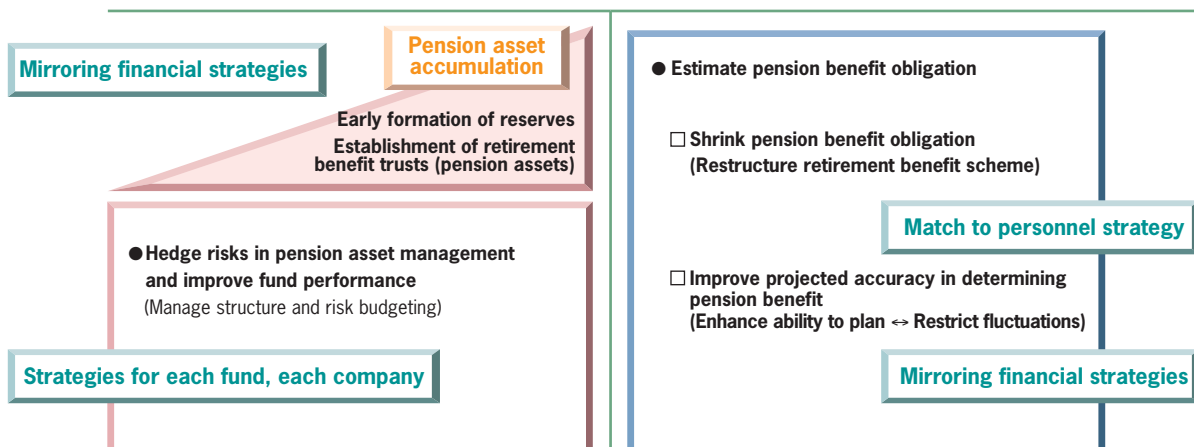 Mirroring financial strategies
Pension asset
accumulation
Early formation of reserves
Establishment of retirement
benefit trusts (pension assets)
● Hedge risks in pension asset management
and improve fund performance
(Manage structure and risk budgeting)
Strategies for each fund, each company
● Estimate pension benefit obligation
□ Shrink pension benefit obligation
(Restructure retirement benefit scheme)
Match to personnel strategy
□ Improve projected accuracy in determining
pension benefit
(Enhance ability to plan ↔ Restrict fluctuations)
Mirroring financial strategies